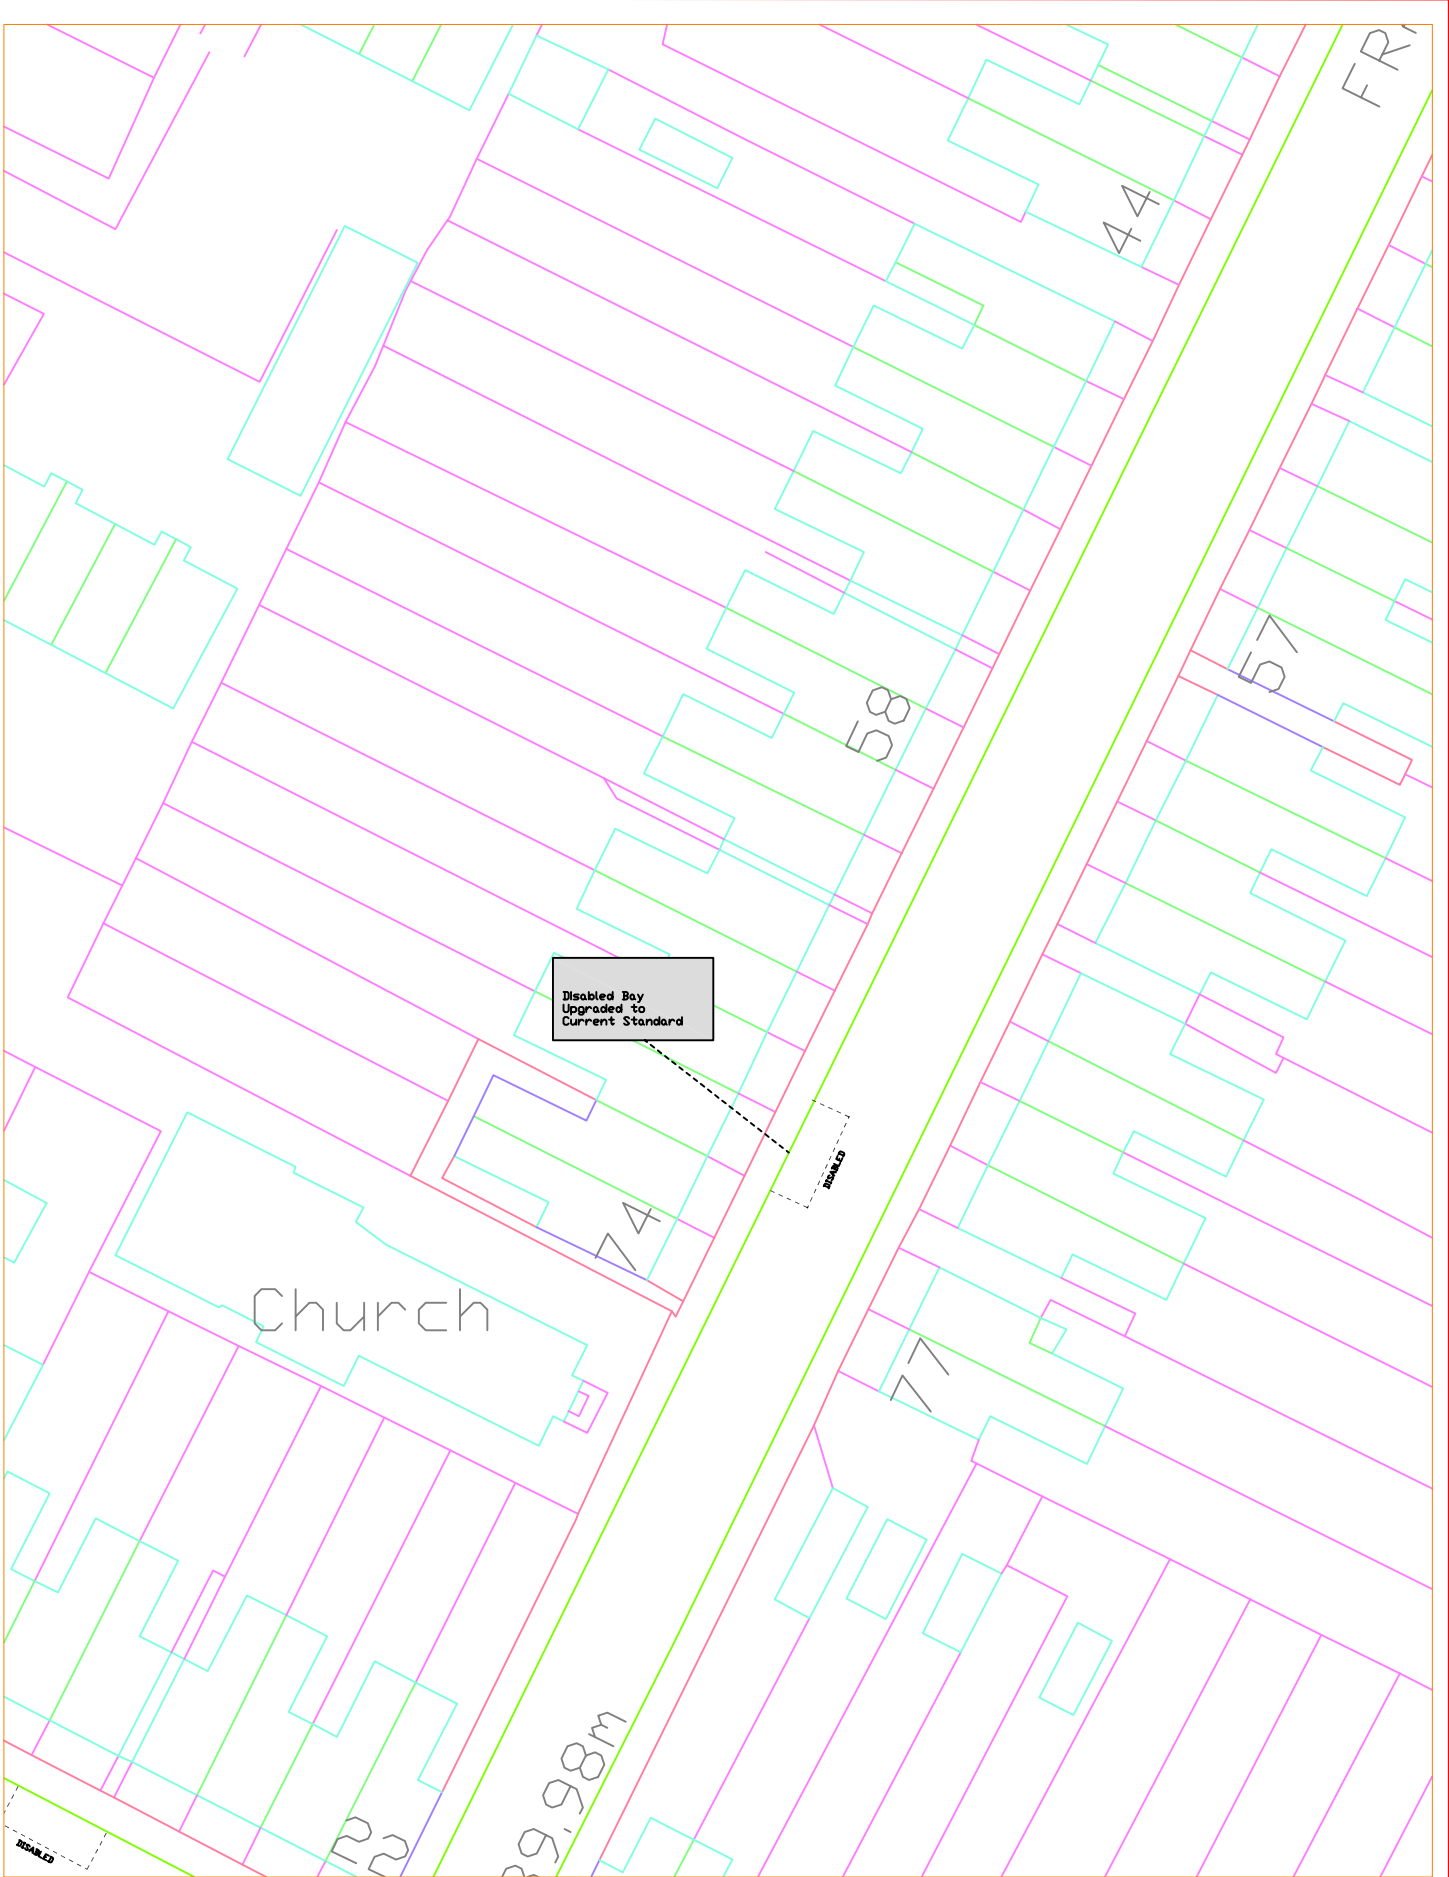 FR
44
57
58
Disabled Bay
Upgraded to
Current Standard
DISABLED
74
Church
77
39.98m
22
DISABLED